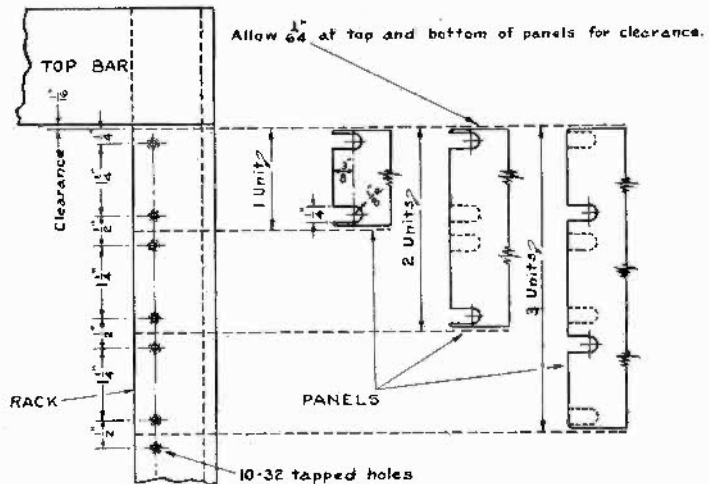 Allow 1/64" at top and bottom of panels for clearance.
TOP BAR
1/16"
Clearance
1/4"
1 1/4"
1/2"
1 1/4"
1/2"
1 1/4"
1/2"
1 Unit
3/8"
1/4"
2 Units
3 Units
RACK
PANELS
10-32 tapped holes